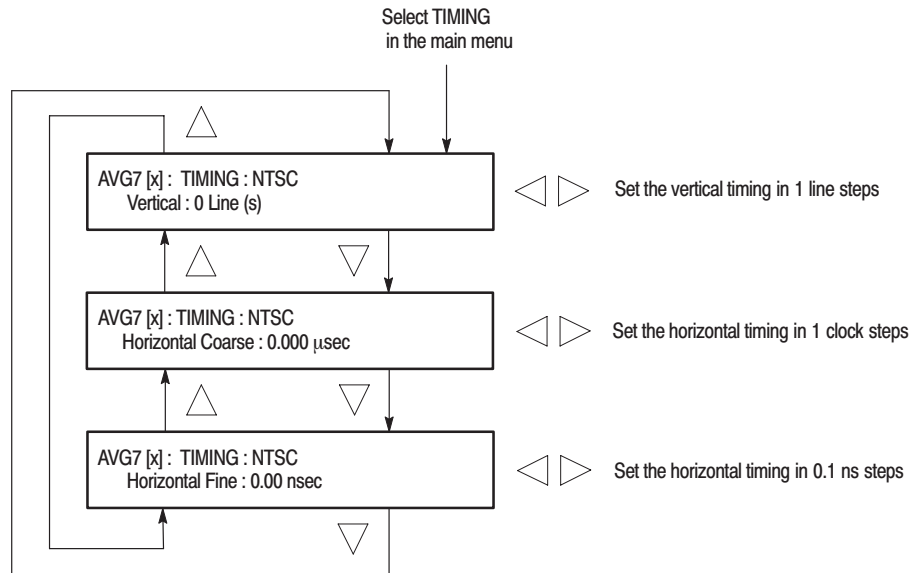 Select TIMING
in the main menu
AVG7 [x] : TIMING : NTSC
Vertical : 0 Line (s)
Set the vertical timing in 1 line steps
AVG7 [x] : TIMING : NTSC
Horizontal Coarse : 0.000 μsec
Set the horizontal timing in 1 clock steps
AVG7 [x] : TIMING : NTSC
Horizontal Fine : 0.00 nsec
Set the horizontal timing in 0.1 ns steps